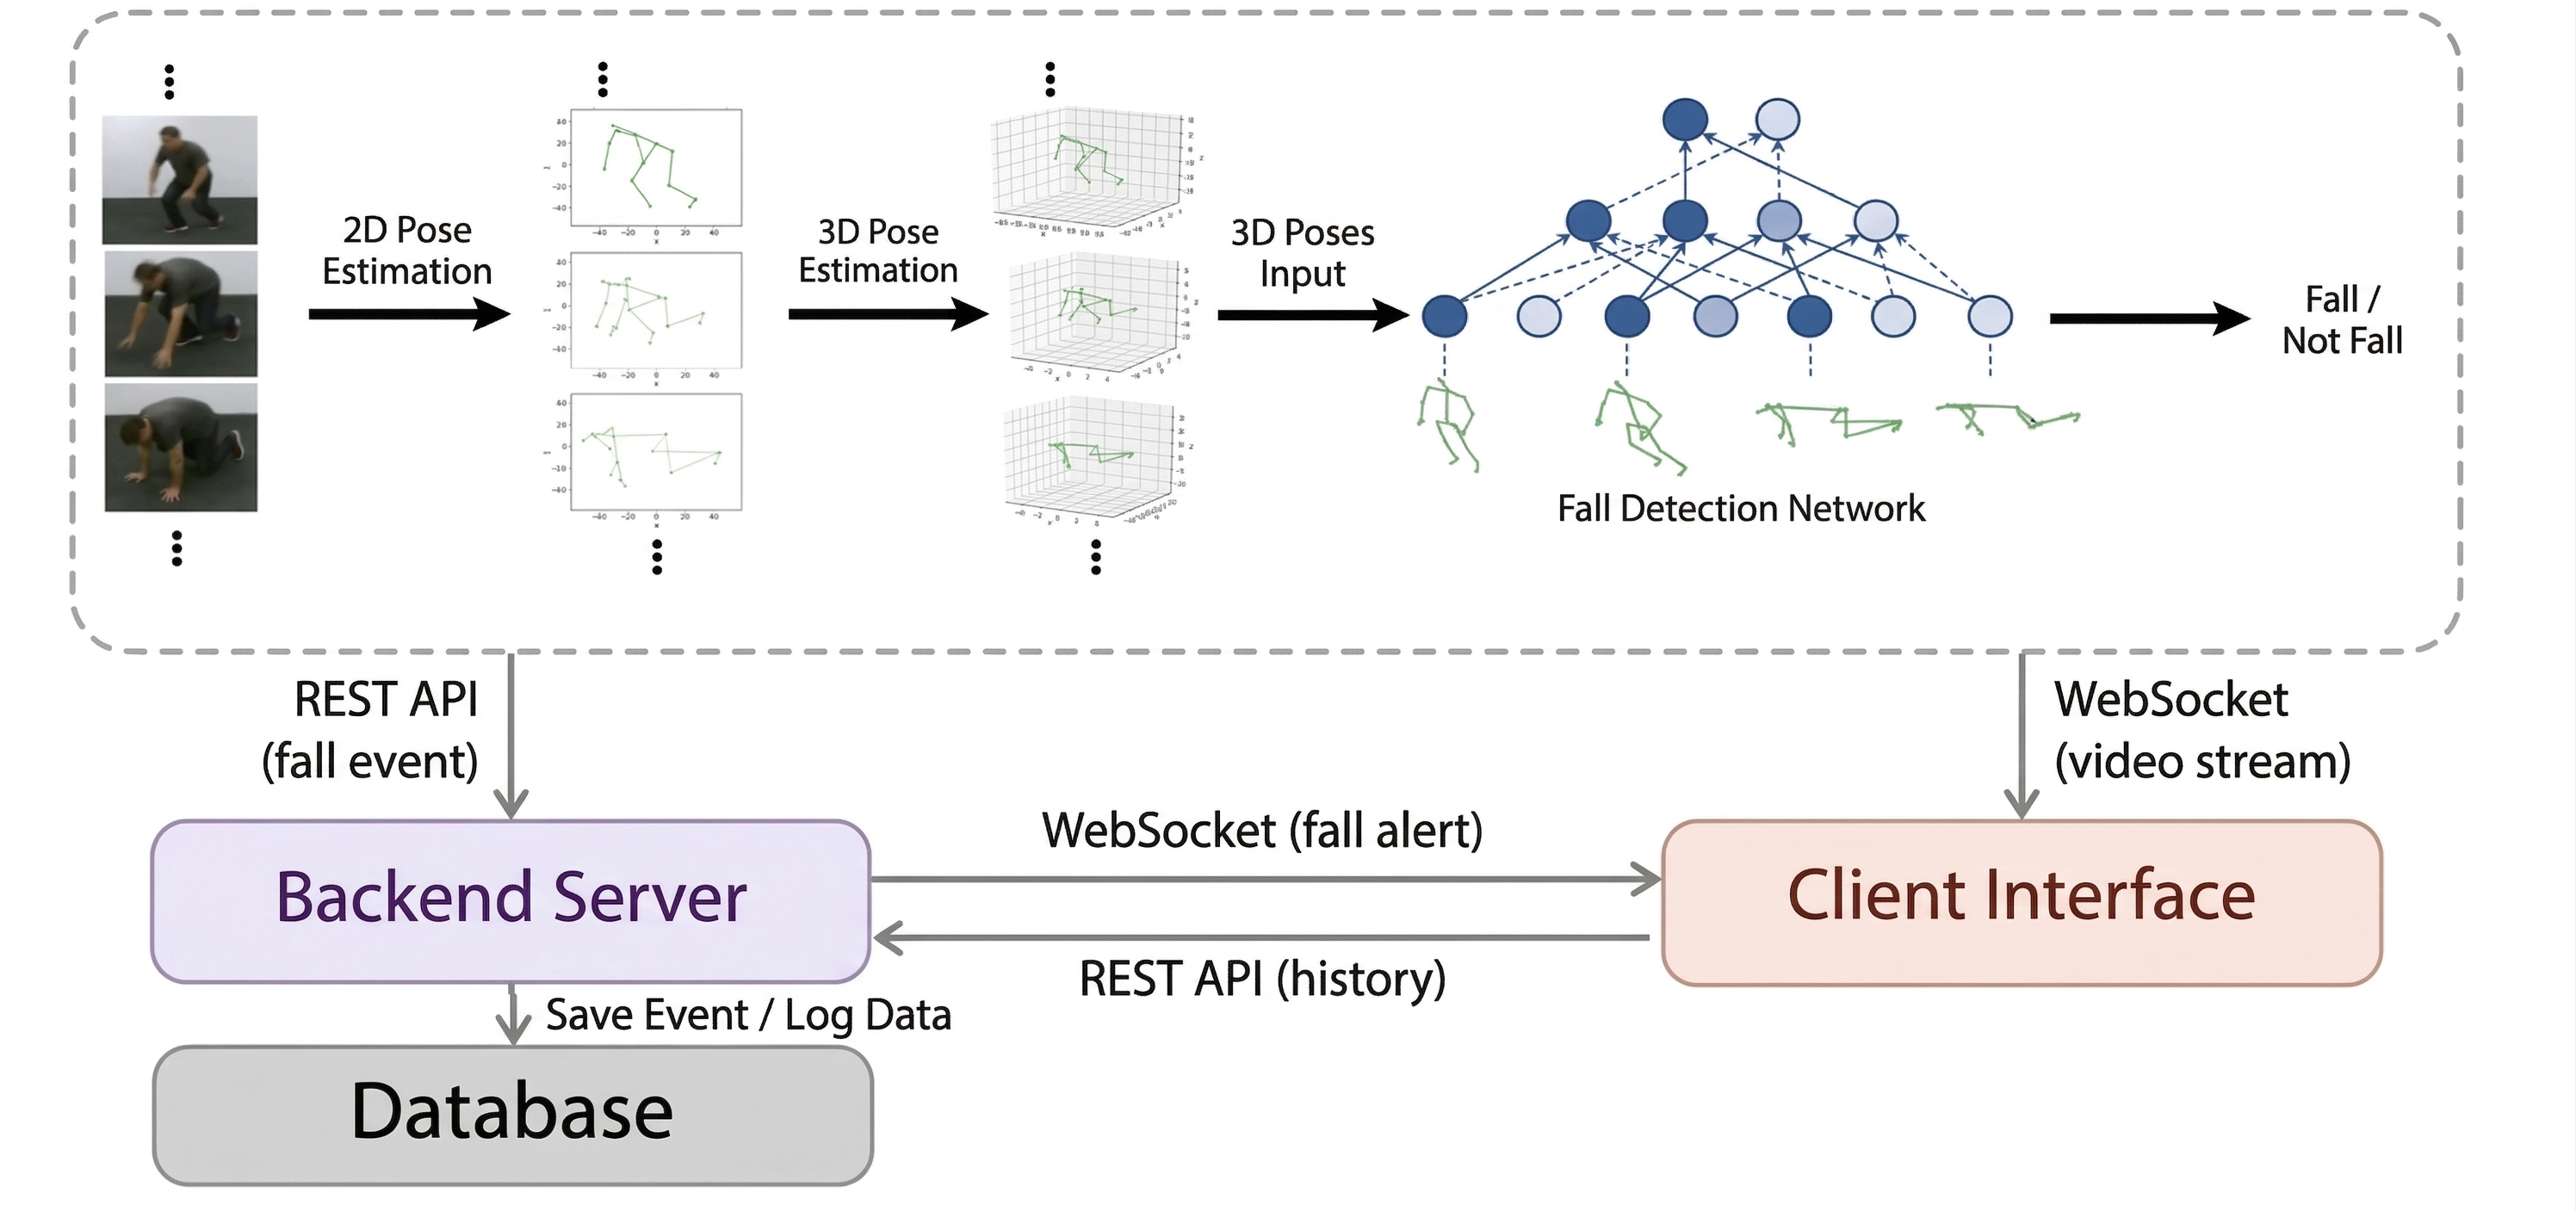 2D Pose
Estimation
3D Pose
Estimation
3D Poses
Input
Fall /
Not Fall
Fall Detection Network
REST API
(fall event)
WebSocket
(video stream)
WebSocket (fall alert)
Backend Server
Client Interface
REST API (history)
Save Event / Log Data
Database